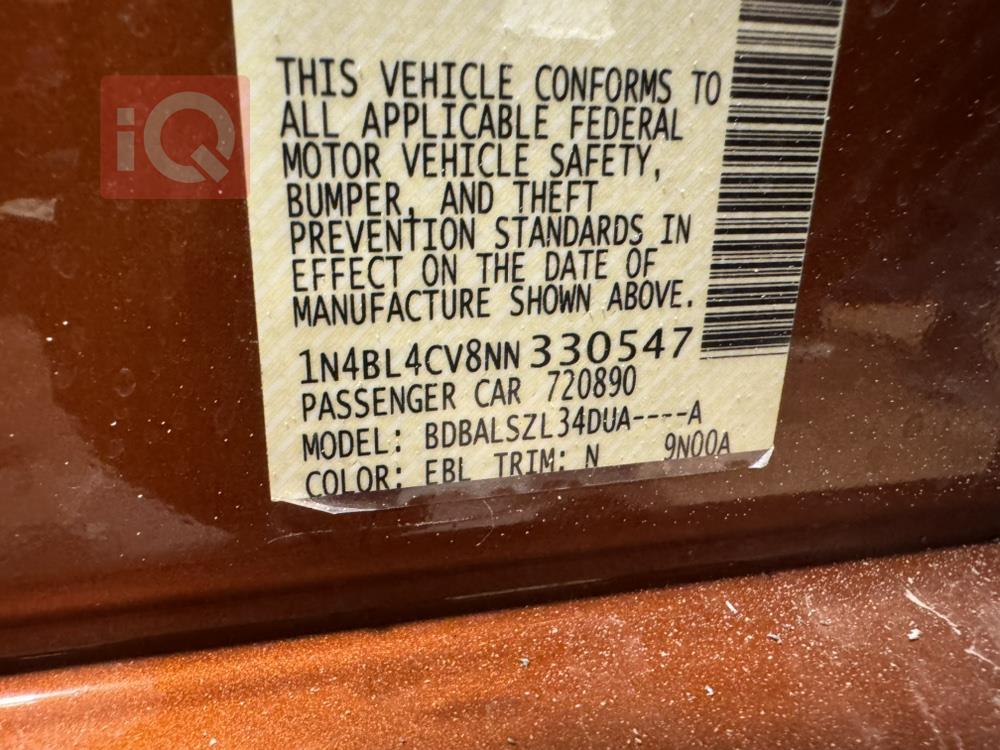 iQ
THIS VEHICLE CONFORMS TO
ALL APPLICABLE FEDERAL
MOTOR VEHICLE SAFETY,
BUMPER, AND THEFT
PREVENTION STANDARDS IN
EFFECT ON THE DATE OF
MANUFACTURE SHOWN ABOVE.
1N4BL4CV8NN330547
PASSENGER CAR 720890
MODEL: BDBALSZL34DUA----A
COLOR: EBL TRIM: N 9N00A